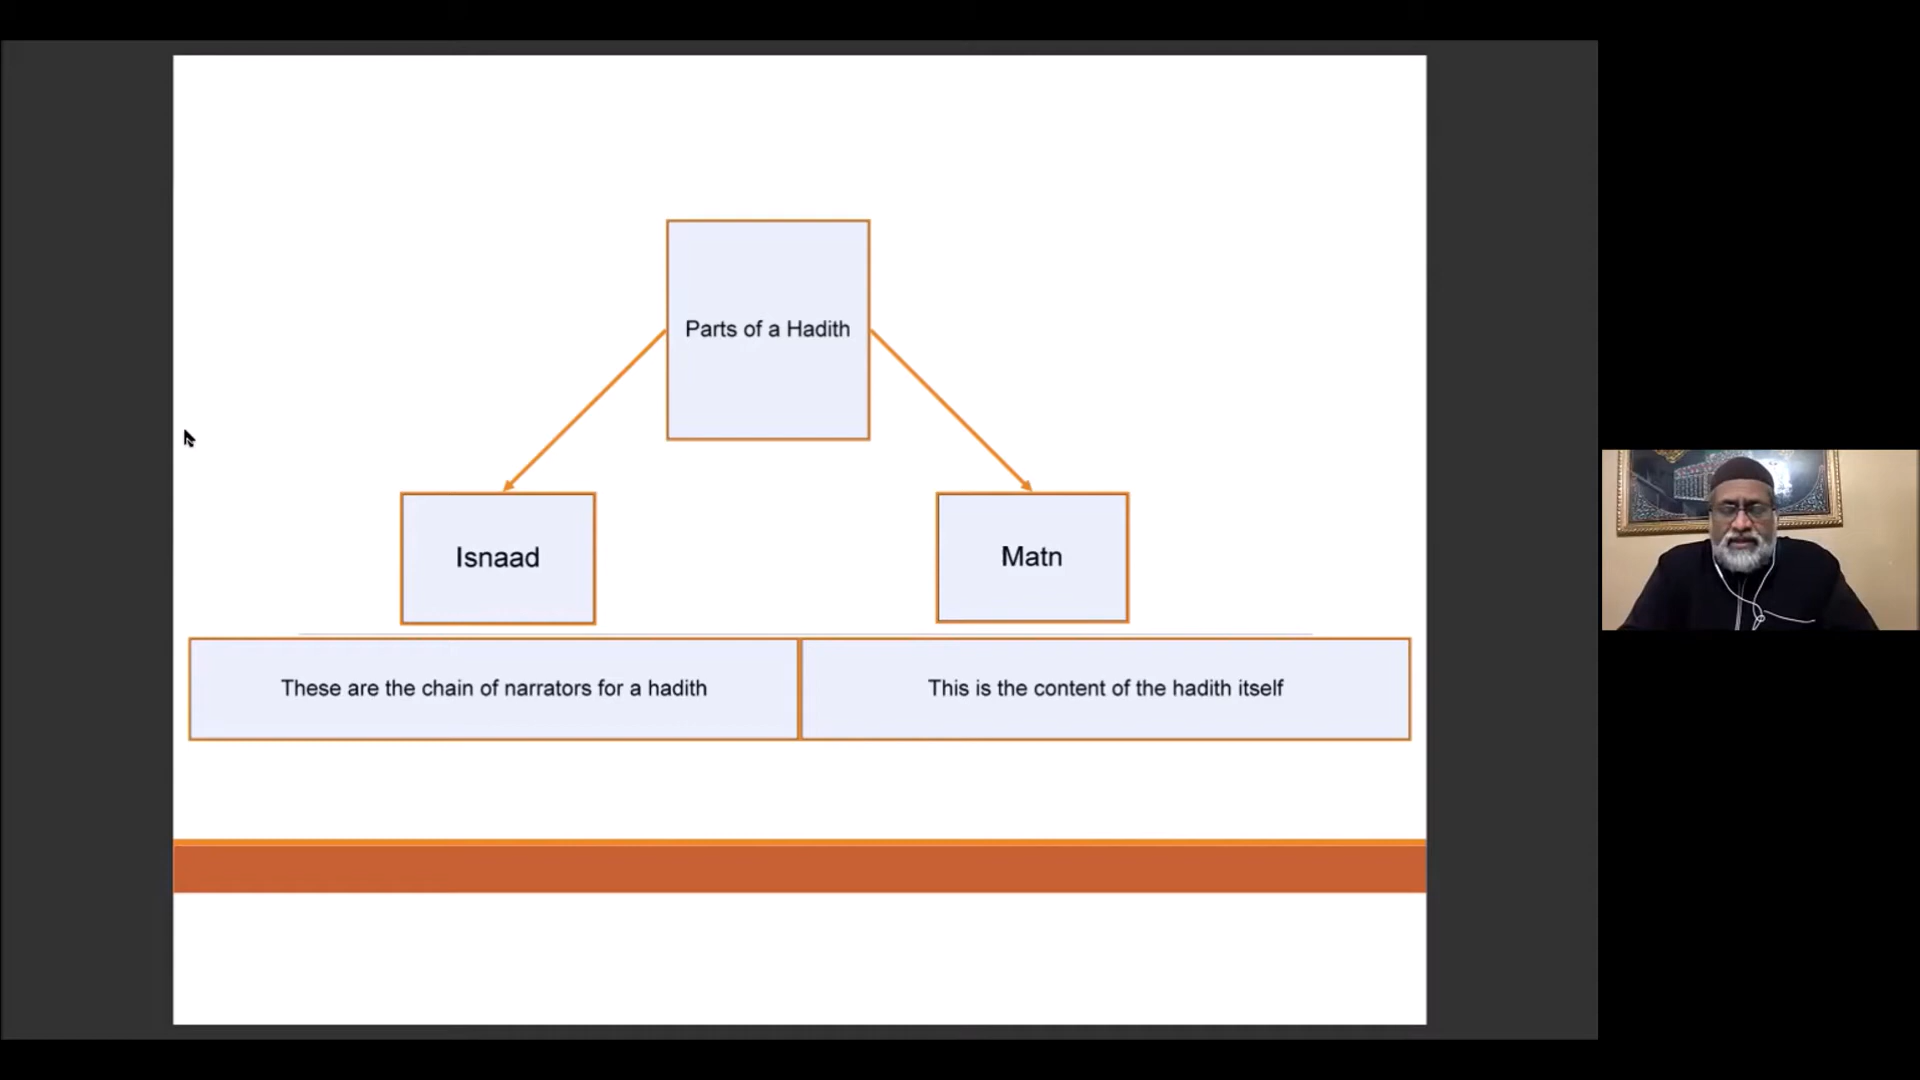 Parts of a Hadith
Isnaad
Matn
These are the chain of narrators for a hadith
This is the content of the hadith itself